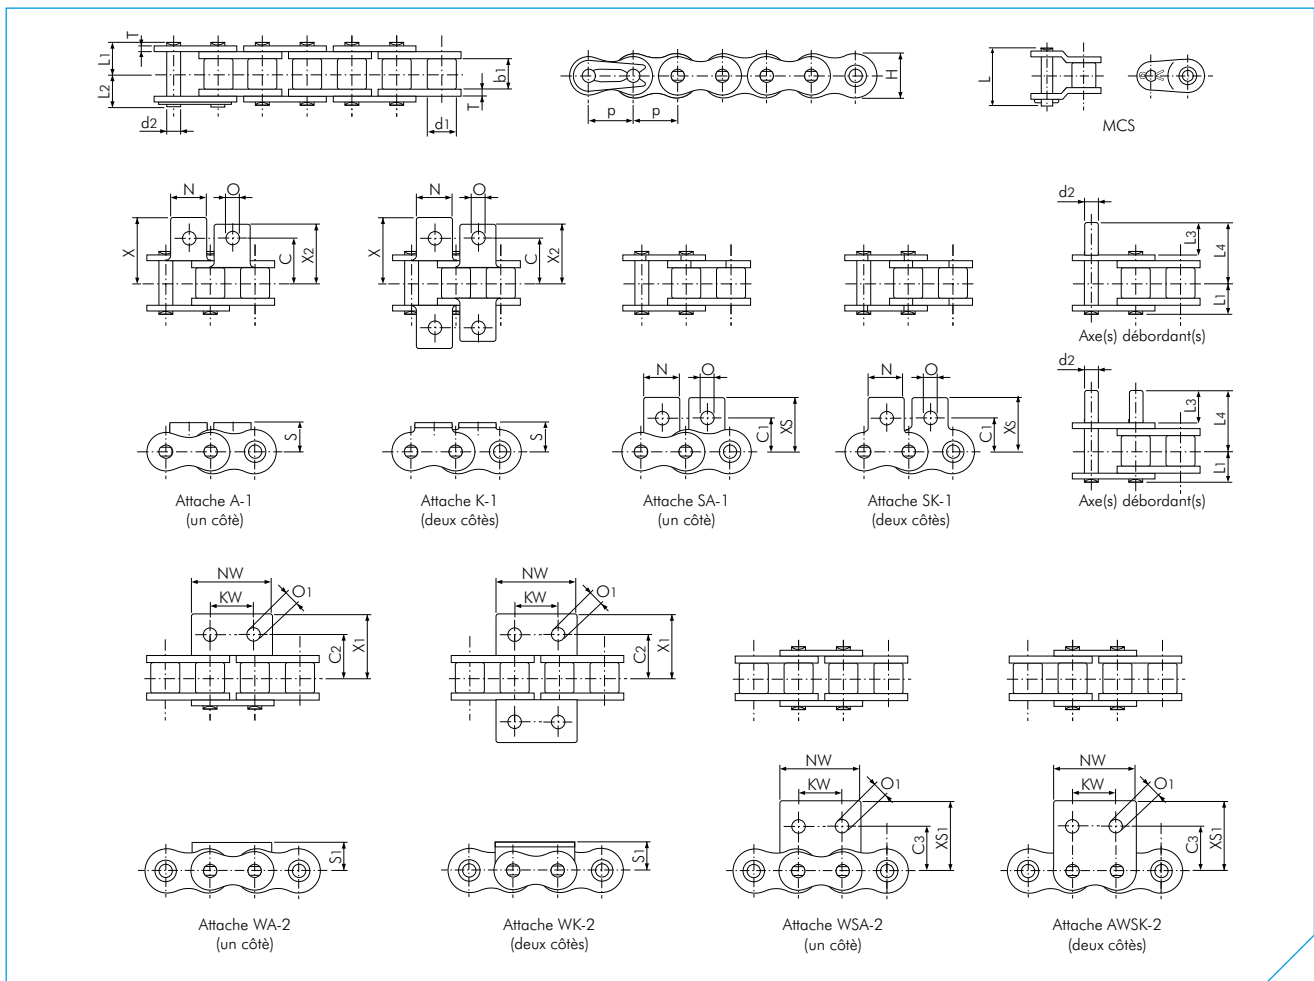 T
L1
L2
d2
d1
b1
T
p
p
H
L
MCS
N
O
X
C
X2
N
O
X
C
X2
d2
L3
L4
L1
Axe(s) débordant(s)
S
Attache A-1
(un côtè)
S
Attache K-1
(deux côtès)
N
O
C1
XS
Attache SA-1
(un côtè)
N
O
C1
XS
Attache SK-1
(deux côtès)
d2
L3
L4
L1
Axe(s) débordant(s)
NW
KW
O1
C2
X1
NW
KW
O1
C2
X1
S1
Attache WA-2
(un côtè)
S1
Attache WK-2
(deux côtès)
NW
KW
O1
C3
XS1
Attache WSA-2
(un côtè)
NW
KW
O1
C3
XS1
Attache AWSK-2
(deux côtès)